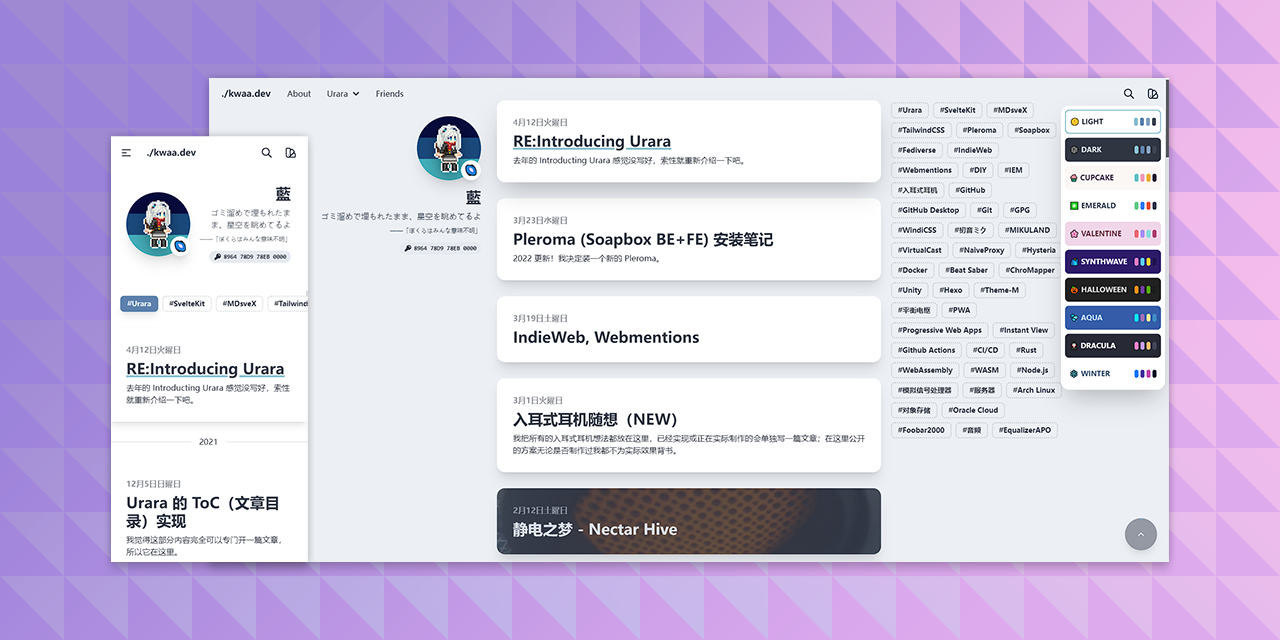 ./kwaa.dev
藍
ゴミ溜めで埋もれたま
ま、星空を眺めてるよ
——「ぼくらはみんな意味不明」
8964 78D9 78EB 0000
#Urara #SvelteKit #MDsveX #Tailwind
4月12日火曜日
RE:Introducing Urara
去年的 Introducting Urara 感觉没写好，索性
就重新介绍一下吧。
2021
12月5日日曜日
Urara 的 ToC（文章目
录）实现
我觉得这部分内容完全可以专门开一篇文章，
所以它在这里。
./kwaa.dev About Urara Friends
藍
ゴミ溜めで埋もれたまま、星空を眺めてるよ
——「ぼくらはみんな意味不明」
8964 78D9 78EB 0000
4月12日火曜日
RE:Introducing Urara
去年的 Introducting Urara 感觉没写好，索性就重新介绍一下吧。
3月23日水曜日
Pleroma (Soapbox BE+FE) 安装笔记
2022 更新！我决定装一个新的 Pleroma。
3月19日土曜日
IndieWeb, Webmentions
3月1日火曜日
入耳式耳机随想（NEW）
我把所有的入耳式耳机想法都放在这里，已经实现或正在实际制作的会单独写一篇文章；在这里公开
的方案无论是否制作过我都不为实际效果背书。
2月12日土曜日
静电之梦 - Nectar Hive
#Urara #SvelteKit #MDsveX
#TailwindCSS #Pleroma #Soapbox
#Fediverse #IndieWeb
#Webmentions #DIY #IEM
#入耳式耳机 #GitHub
#GitHub Desktop #Git #GPG
#WindiCSS #初音ミク #MIKULAND
#VirtualCast #NaiveProxy #Hysteria
#Docker #Beat Saber #ChroMapper
#Unity #Hexo #Theme-M
#平衡电枢 #PWA
#Progressive Web Apps #Instant View
#Github Actions #CI/CD #Rust
#WebAssembly #WASM #Node.js
#模拟信号处理器 #服务器 #Arch Linux
#对象存储 #Oracle Cloud
#Foobar2000 #音频 #EqualizerAPO
LIGHT
DARK
CUPCAKE
EMERALD
VALENTINE
SYNTHWAVE
HALLOWEEN
AQUA
DRACULA
WINTER